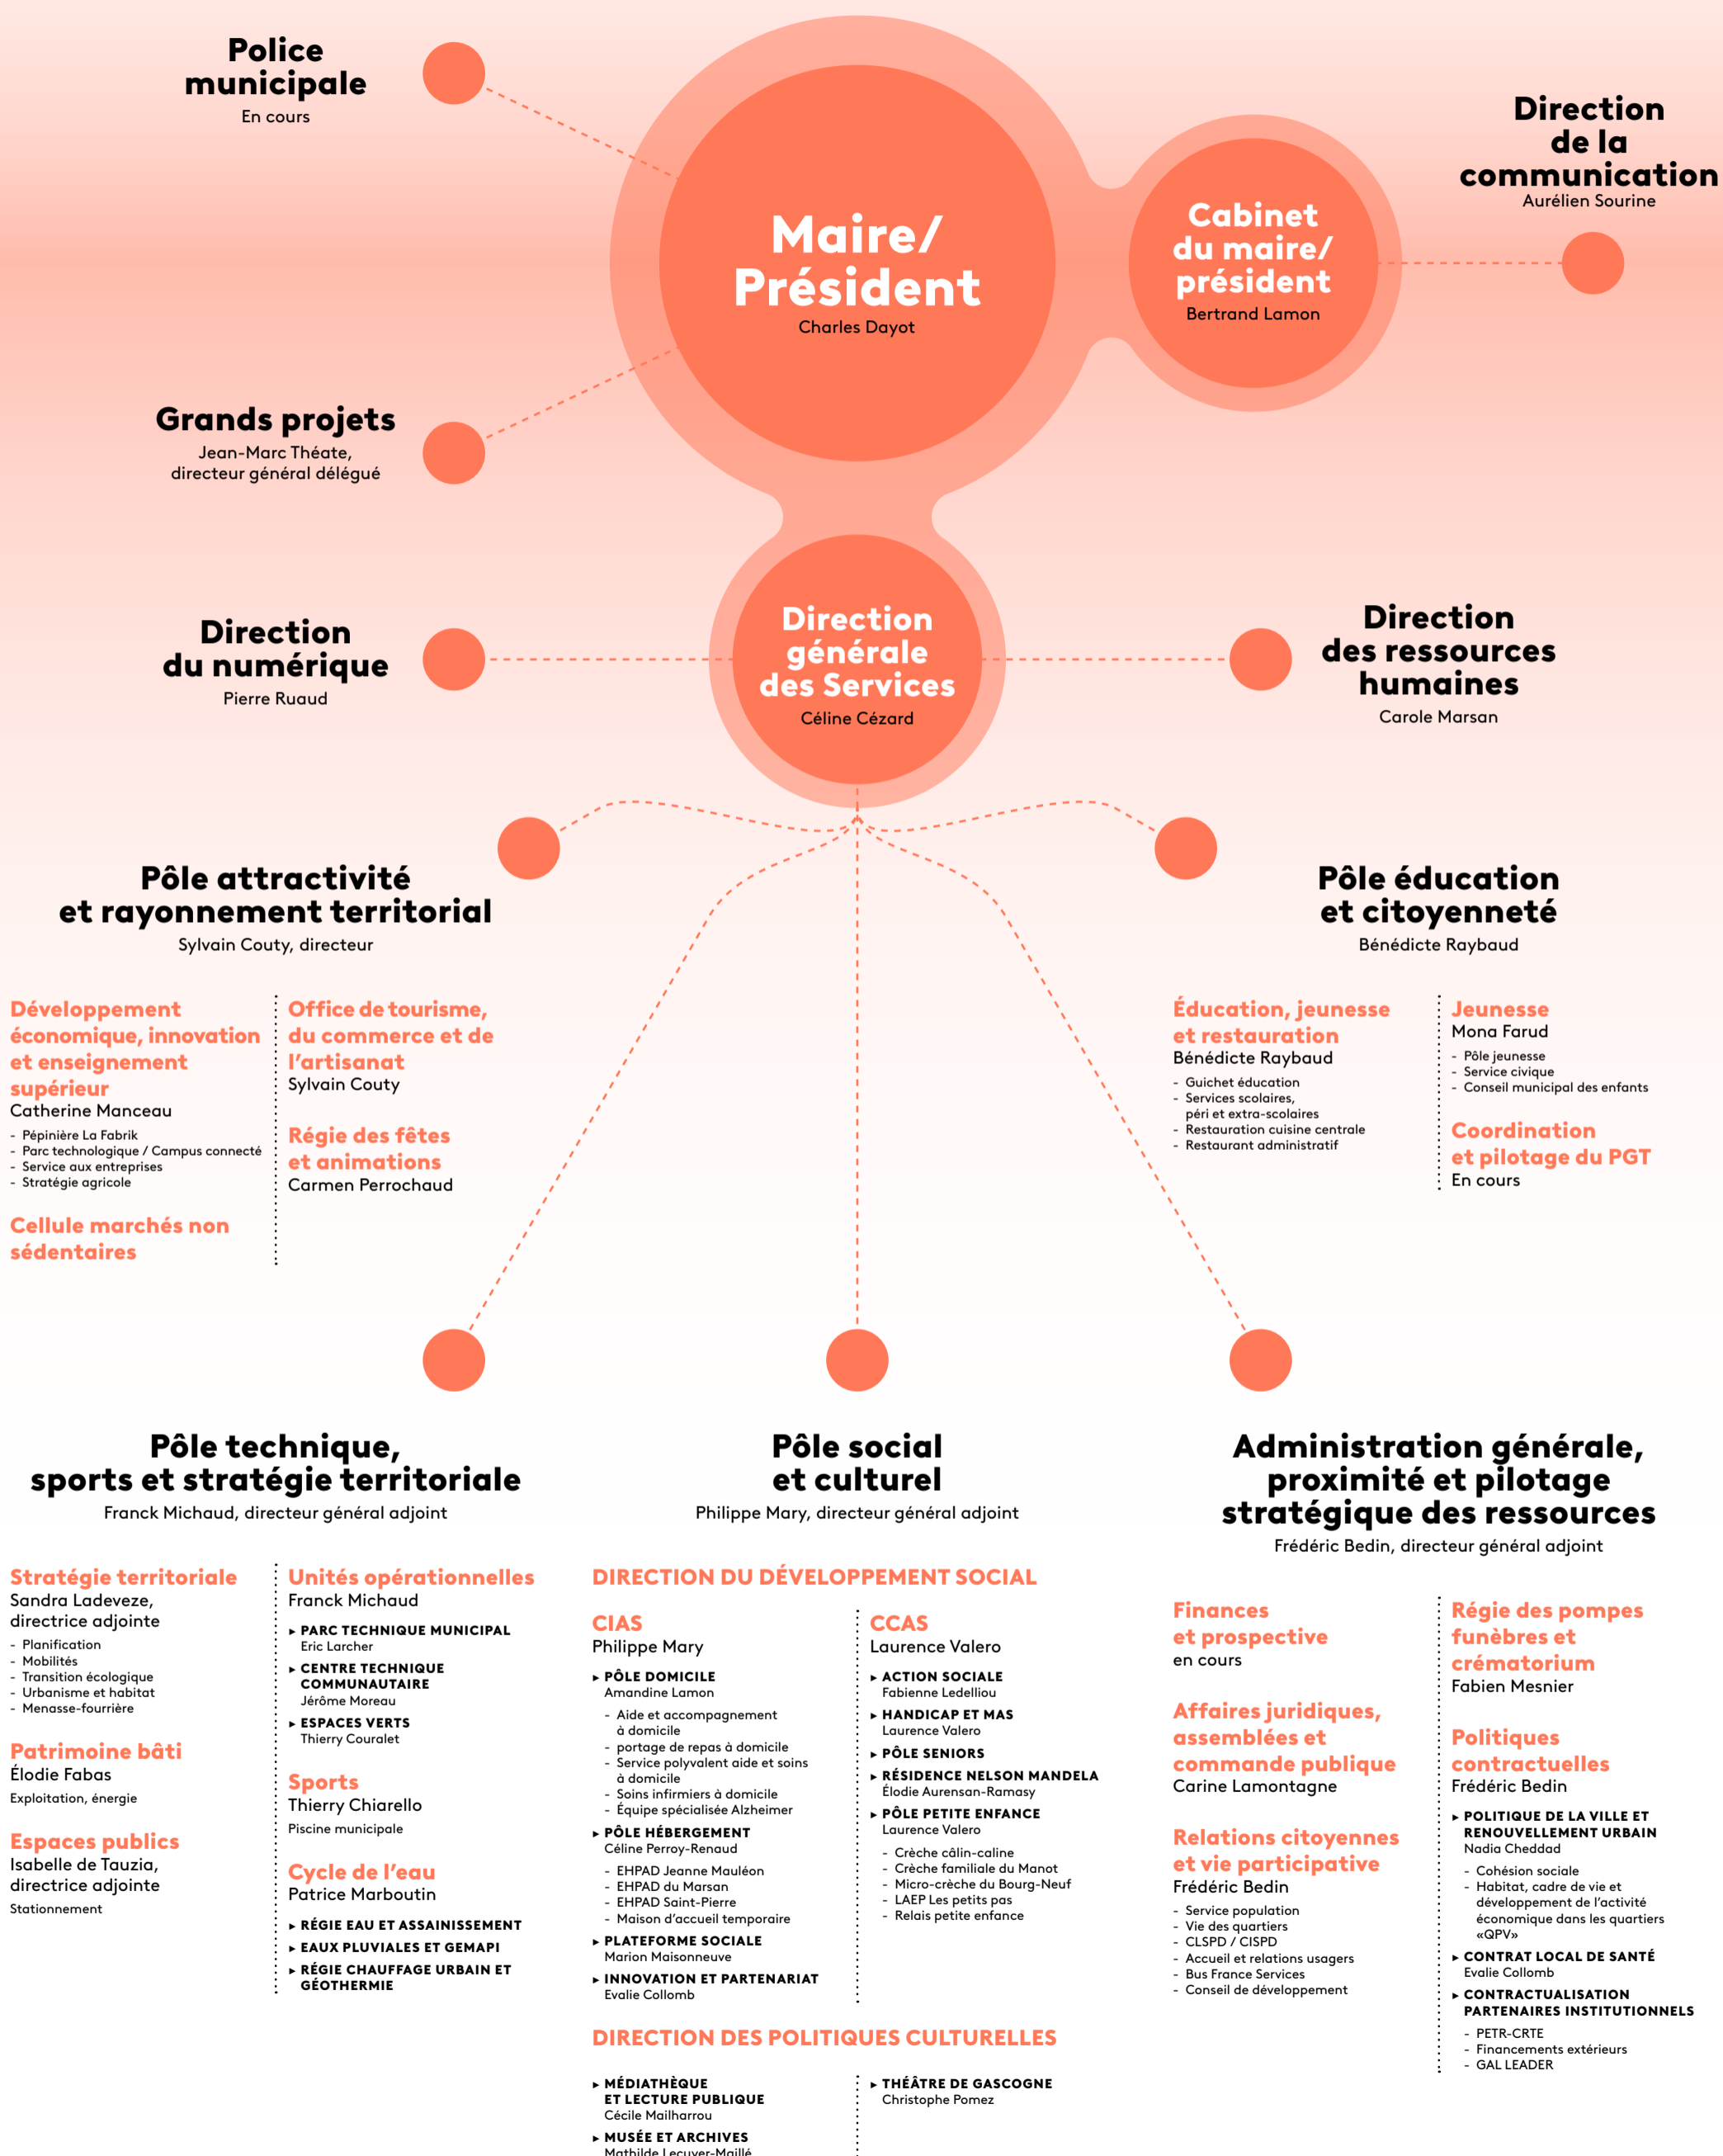 Police
municipale
En cours
Maire/
Président
Charles Dayot
Cabinet
du maire/
président
Bertrand Lamon
Direction
de la
communication
Aurélien Sourine
Grands projets
Jean-Marc Théate,
directeur général délégué
Direction
du numérique
Pierre Ruaud
Direction
générale
des Services
Céline Cézard
Direction
des ressources
humaines
Carole Marsan
Pôle attractivité
et rayonnement territorial
Sylvain Couty, directeur
Développement
économique, innovation
et enseignement
supérieur
Catherine Manceau
- Pépinière La Fabrik
- Parc technologique / Campus connecté
- Service aux entreprises
- Stratégie agricole
Cellule marchés non
sédentaires
Office de tourisme,
du commerce et de
l'artisanat
Sylvain Couty
Régie des fêtes
et animations
Carmen Perrochaud
Pôle éducation
et citoyenneté
Bénédicte Raybaud
Éducation, jeunesse
et restauration
Bénédicte Raybaud
- Guichet éducation
- Services scolaires,
péri et extra-scolaires
- Restauration cuisine centrale
- Restaurant administratif
Jeunesse
Mona Farud
- Pôle jeunesse
- Service civique
- Conseil municipal des enfants
Coordination
et pilotage du PGT
En cours
Pôle technique,
sports et stratégie territoriale
Franck Michaud, directeur général adjoint
Stratégie territoriale
Sandra Ladeveze,
directrice adjointe
- Planification
- Mobilités
- Transition écologique
- Urbanisme et habitat
- Menasse-fourrière
Patrimoine bâti
Élodie Fabas
Exploitation, énergie
Espaces publics
Isabelle de Tauzia,
directrice adjointe
Stationnement
Unités opérationnelles
Franck Michaud
▸ PARC TECHNIQUE MUNICIPAL
Eric Larcher
▸ CENTRE TECHNIQUE
COMMUNAUTAIRE
Jérôme Moreau
▸ ESPACES VERTS
Thierry Couralet
Sports
Thierry Chiarello
Piscine municipale
Cycle de l'eau
Patrice Marboutin
▸ RÉGIE EAU ET ASSAINISSEMENT
▸ EAUX PLUVIALES ET GEMAPI
▸ RÉGIE CHAUFFAGE URBAIN ET
GÉOTHERMIE
Pôle social
et culturel
Philippe Mary, directeur général adjoint
DIRECTION DU DÉVELOPPEMENT SOCIAL
CIAS
Philippe Mary
▸ PÔLE DOMICILE
Amandine Lamon
- Aide et accompagnement
à domicile
- portage de repas à domicile
- Service polyvalent aide et soins
à domicile
- Soins infirmiers à domicile
- Équipe spécialisée Alzheimer
▸ PÔLE HÉBERGEMENT
Céline Perroy-Renaud
- EHPAD Jeanne Mauléon
- EHPAD du Marsan
- EHPAD Saint-Pierre
- Maison d'accueil temporaire
▸ PLATEFORME SOCIALE
Marion Maisonneuve
▸ INNOVATION ET PARTENARIAT
Evalie Collomb
CCAS
Laurence Valero
▸ ACTION SOCIALE
Fabienne Ledelliou
▸ HANDICAP ET MAS
Laurence Valero
▸ PÔLE SENIORS
▸ RÉSIDENCE NELSON MANDELA
Élodie Aurensan-Ramasy
▸ PÔLE PETITE ENFANCE
Laurence Valero
- Crèche câlin-caline
- Crèche familiale du Manot
- Micro-crèche du Bourg-Neuf
- LAEP Les petits pas
- Relais petite enfance
DIRECTION DES POLITIQUES CULTURELLES
▸ MÉDIATHÈQUE
ET LECTURE PUBLIQUE
Cécile Mailharrou
▸ MUSÉE ET ARCHIVES
Mathilde Lecuyer-Maillé
▸ THÉÂTRE DE GASCOGNE
Christophe Pomez
Administration générale,
proximité et pilotage
stratégique des ressources
Frédéric Bedin, directeur général adjoint
Finances
et prospective
en cours
Affaires juridiques,
assemblées et
commande publique
Carine Lamontagne
Relations citoyennes
et vie participative
Frédéric Bedin
- Service population
- Vie des quartiers
- CLSPD / CISPD
- Accueil et relations usagers
- Bus France Services
- Conseil de développement
Régie des pompes
funèbres et
crématorium
Fabien Mesnier
Politiques
contractuelles
Frédéric Bedin
▸ POLITIQUE DE LA VILLE ET
RENOUVELLEMENT URBAIN
Nadia Cheddad
- Cohésion sociale
- Habitat, cadre de vie et
développement de l'activité
économique dans les quartiers
«QPV»
▸ CONTRAT LOCAL DE SANTÉ
Evalie Collomb
▸ CONTRACTUALISATION
PARTENAIRES INSTITUTIONNELS
- PETR-CRTE
- Financements extérieurs
- GAL LEADER